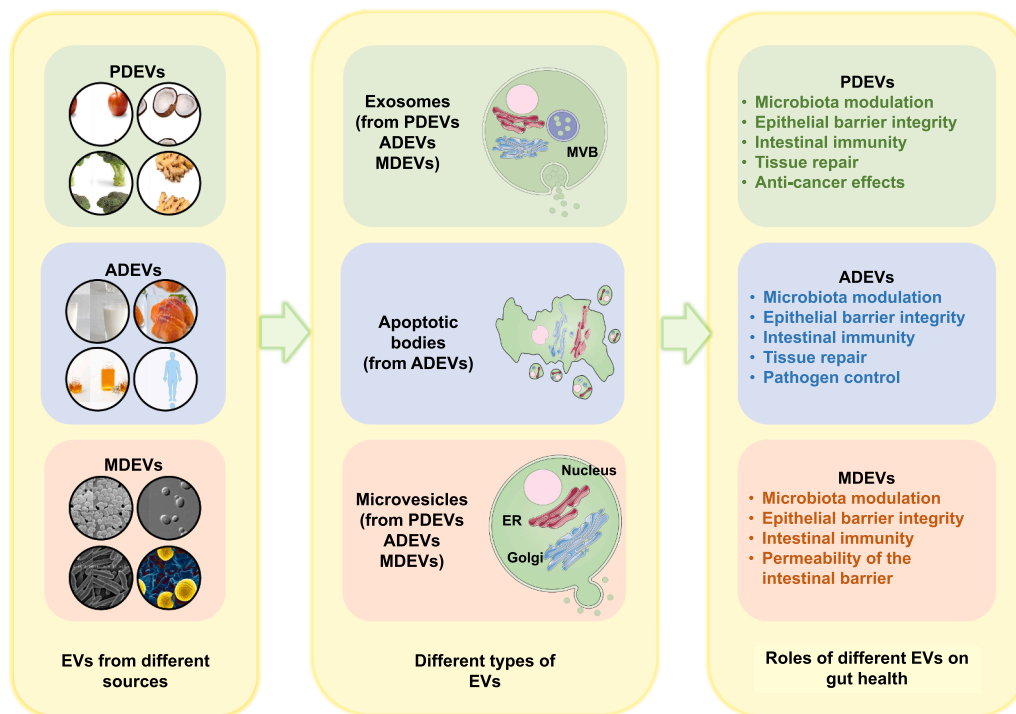 PDEVs
ADEVs
MDEVs
EVs from different
sources
Exosomes
(from PDEVs
ADEVs
MDEVs)
MVB
Apoptotic
bodies
(from ADEVs)
Microvesicles
(from PDEVs
ADEVs
MDEVs)
Nucleus
ER
Golgi
Different types of
EVs
PDEVs
• Microbiota modulation
• Epithelial barrier integrity
• Intestinal immunity
• Tissue repair
• Anti-cancer effects
ADEVs
• Microbiota modulation
• Epithelial barrier integrity
• Intestinal immunity
• Tissue repair
• Pathogen control
MDEVs
• Microbiota modulation
• Epithelial barrier integrity
• Intestinal immunity
• Permeability of the
intestinal barrier
Roles of different EVs on
gut health